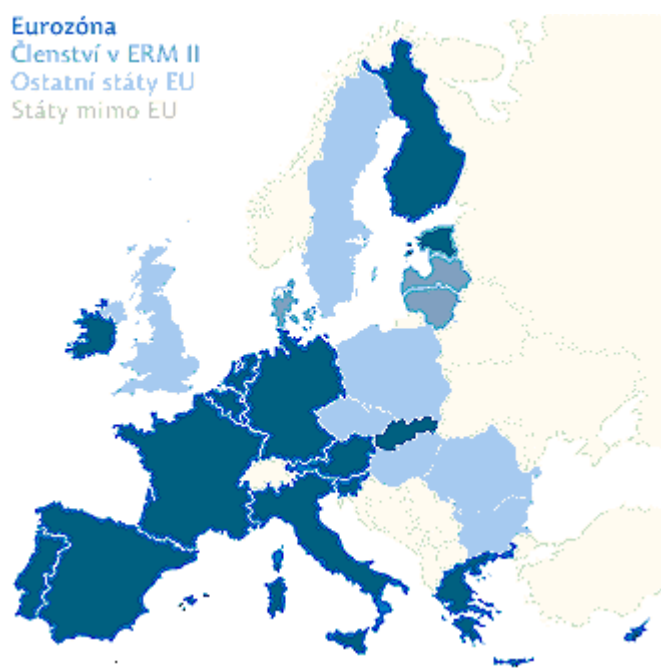 Eurozóna
Členství v ERM II
Ostatní státy EU
Státy mimo EU